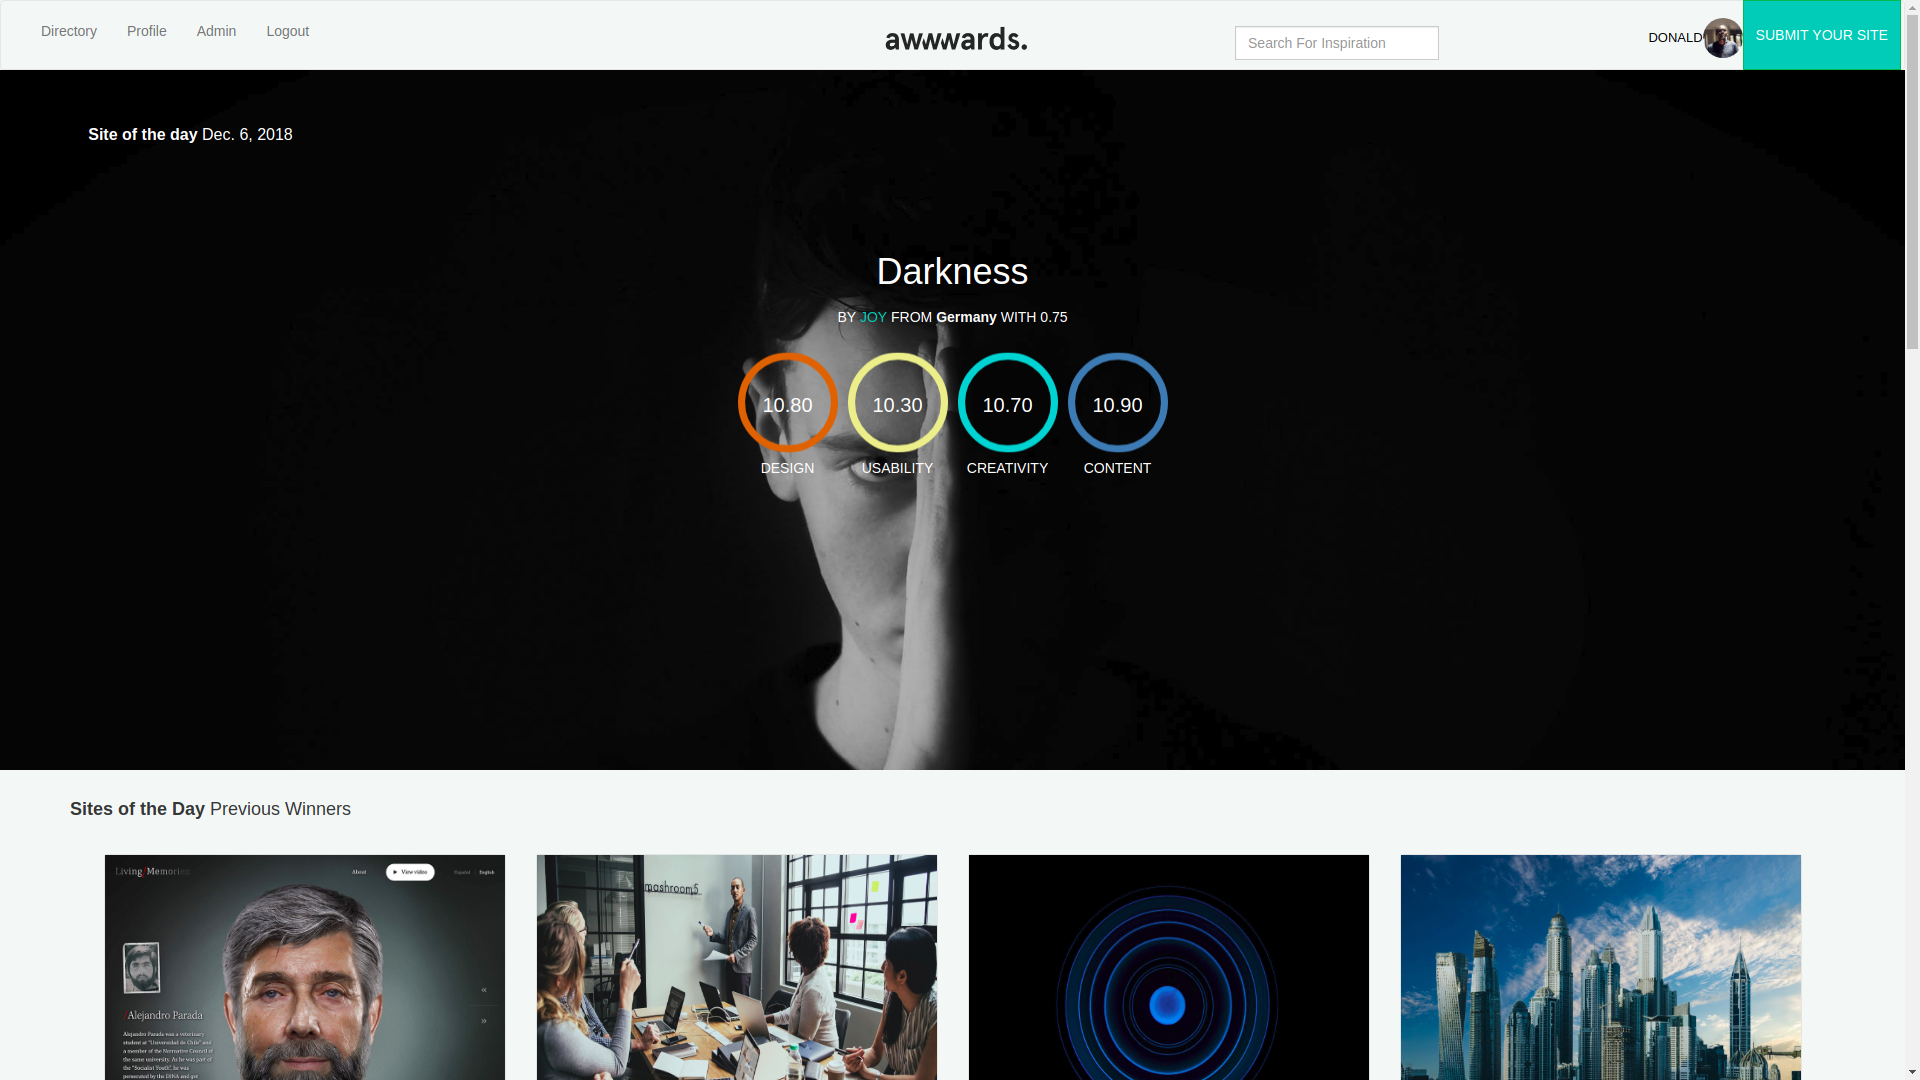 Directory Profile Admin Logout
awwwards.
Search For Inspiration
DONALD
SUBMIT YOUR SITE
Site of the day Dec. 6, 2018
Darkness
BY JOY FROM Germany WITH 0.75
10.80 10.30 10.70 10.90
DESIGN USABILITY CREATIVITY CONTENT
Sites of the Day Previous Winners
Living/Memories About View video Español English
mashroom5
/Alejandro Parada
Alejandro Parada was a veterinary
student at "Universidad de Chile" and
a member of the Normative Council of
the same university. As he was part of
the "Socialist Youth", he was
persecuted by the DINA and got